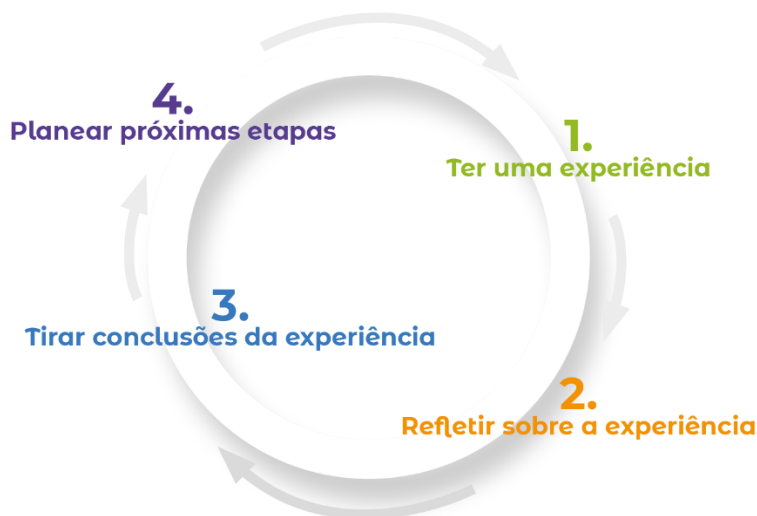 1.
Ter uma experiência
2.
Refletir sobre a experiência
3.
Tirar conclusões da experiência
4.
Planear próximas etapas